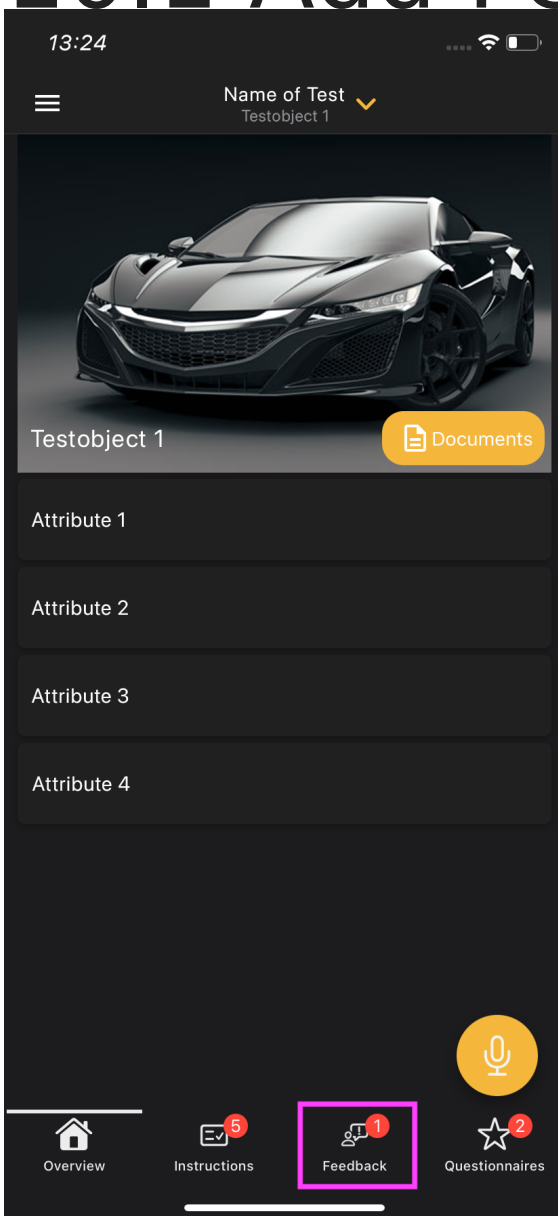 13:24
Name of Test
Testobject 1
Testobject 1
Documents
Attribute 1
Attribute 2
Attribute 3
Attribute 4
5
1
2
Overview
Instructions
Feedback
Questionnaires